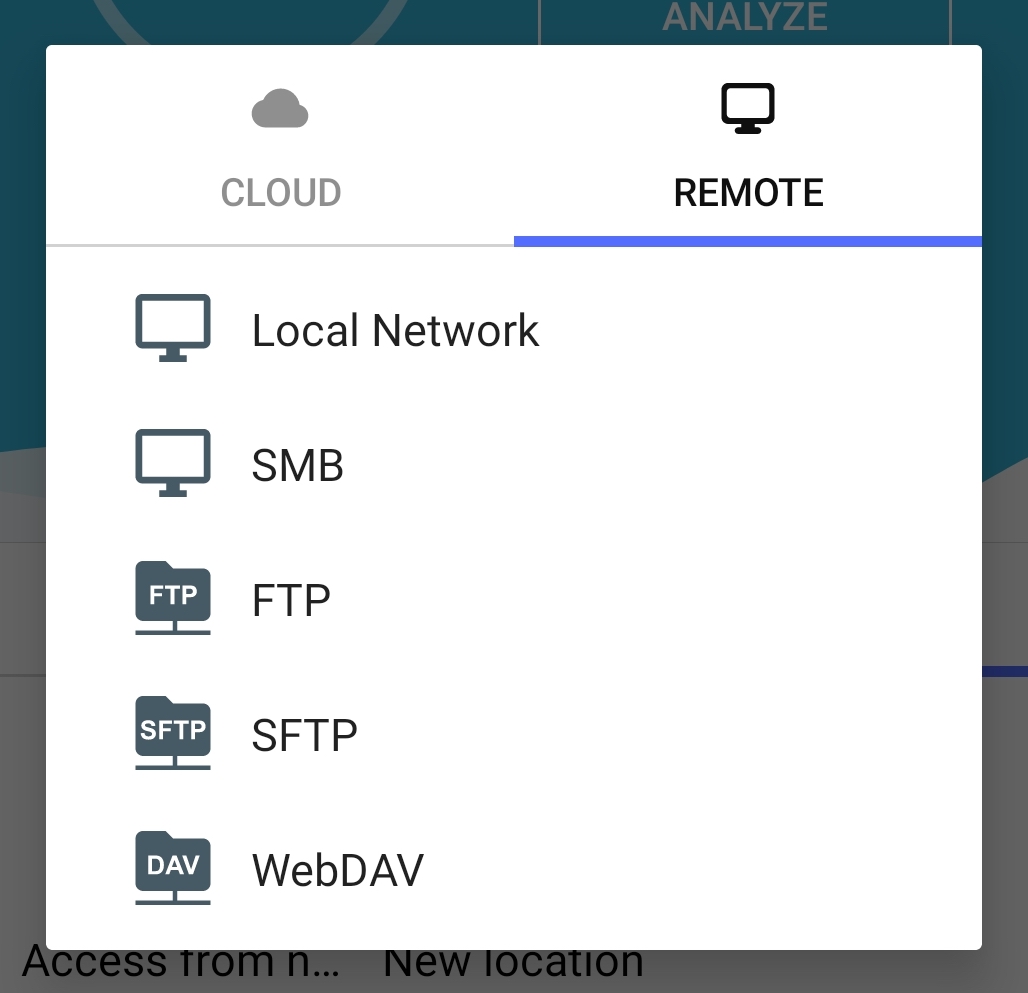 ANALYZE
CLOUD
REMOTE
Local Network
SMB
FTP
FTP
SFTP
SFTP
DAV
WebDAV
Access from n...
New location